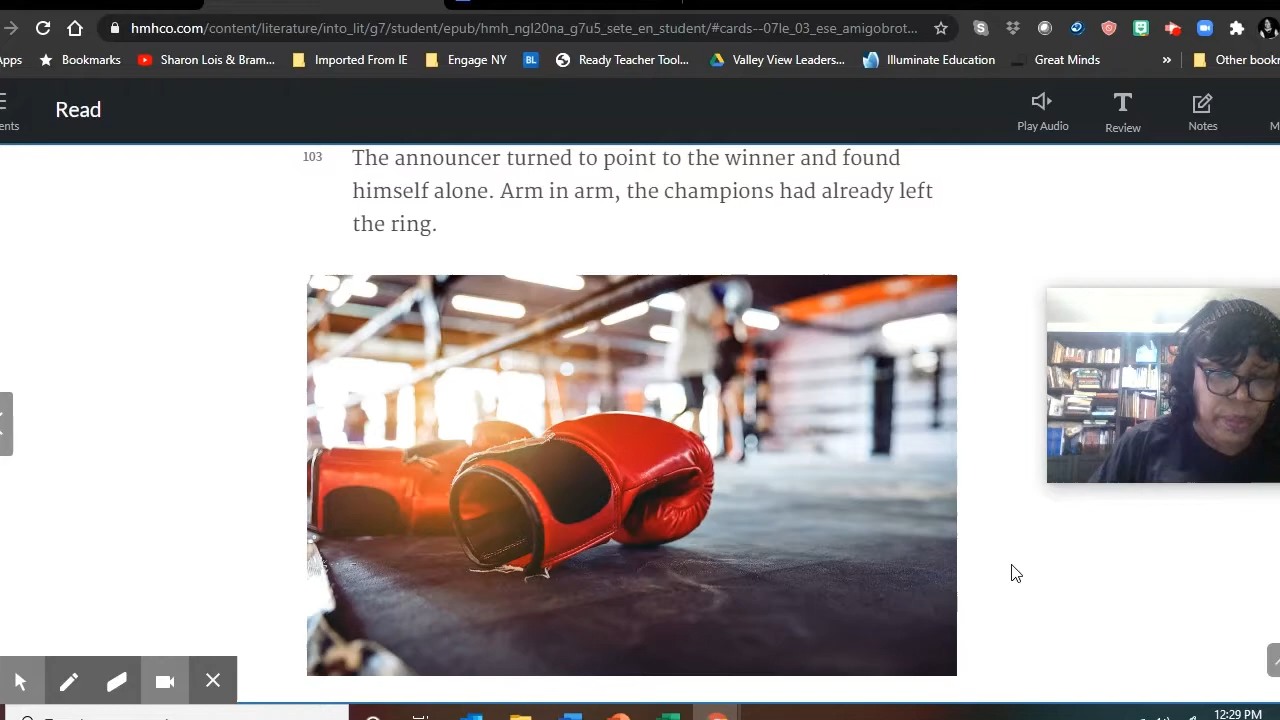 hmhco.com/content/literature/into_lit/g7/student/epub/hmh_ngl20na_g7u5_sete_en_student/#cards--07le_03_ese_amigobrot...
Bookmarks
Sharon Lois & Bram...
Imported From IE
Engage NY
BL
Ready Teacher Tool...
Valley View Leaders...
Illuminate Education
Great Minds
»
Other bookr
ents
Read
Play Audio
Review
Notes
103
The announcer turned to point to the winner and found
himself alone. Arm in arm, the champions had already left
the ring.
12:29 PM